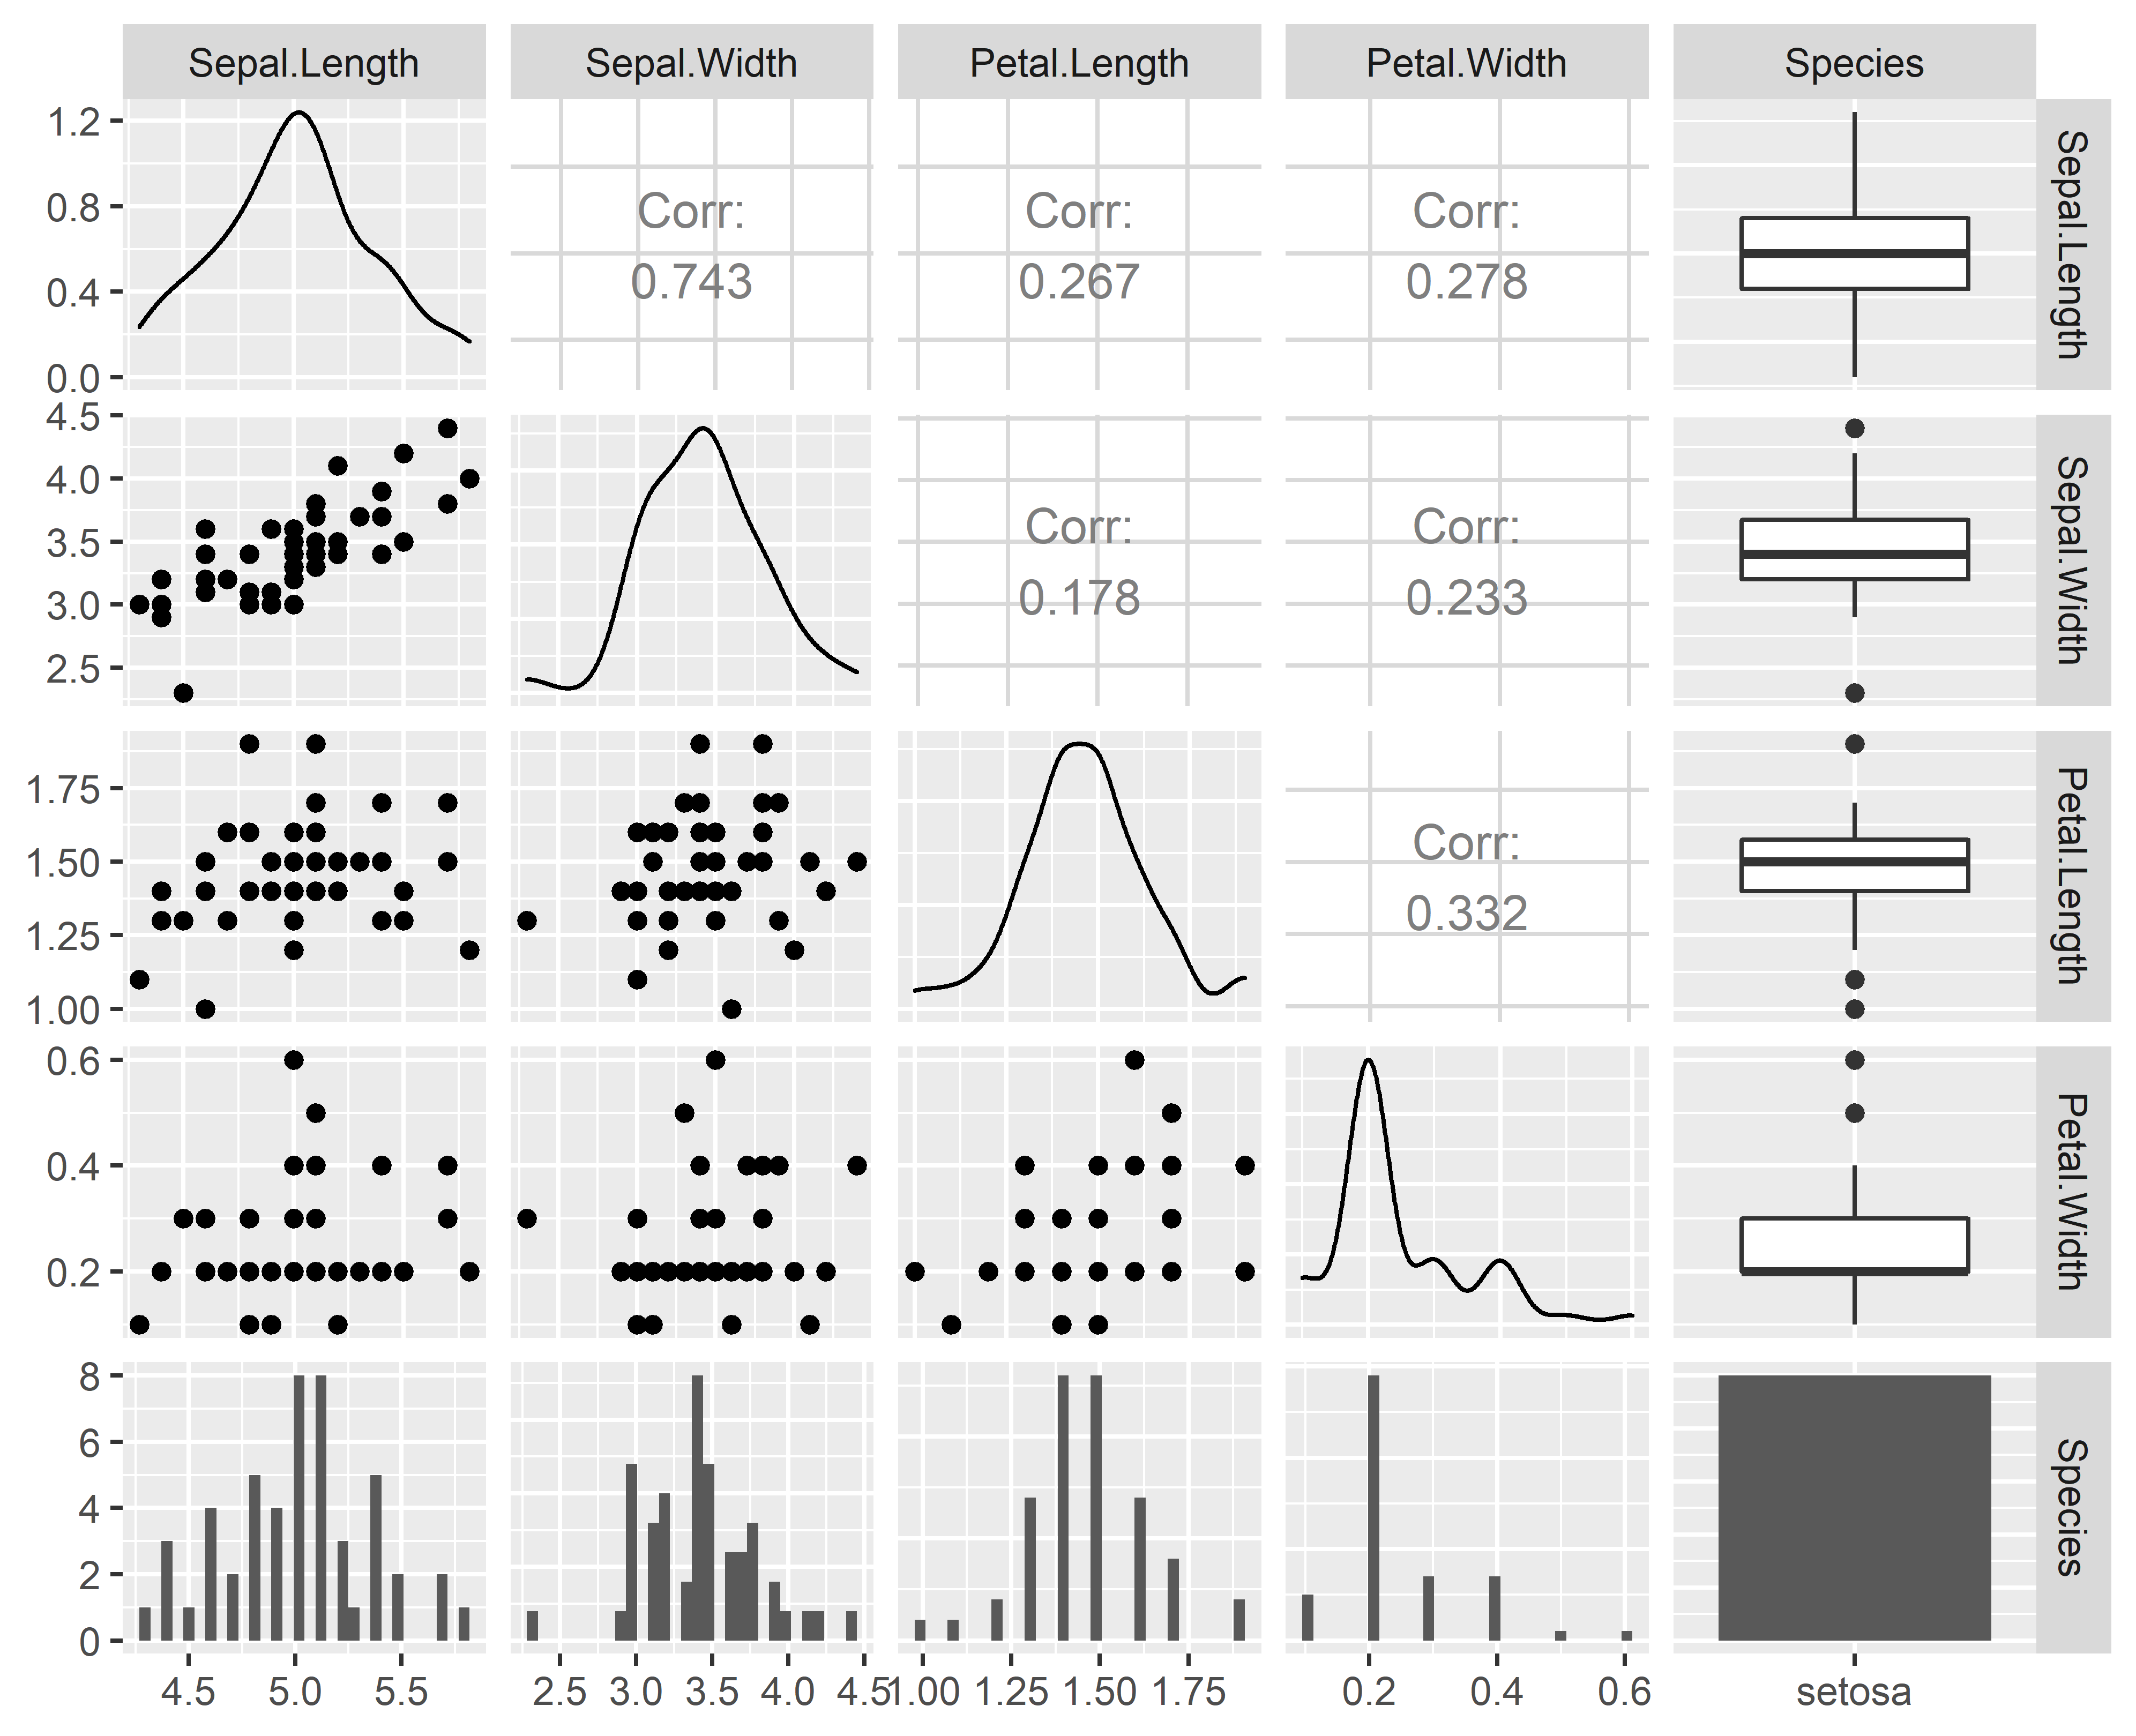 Sepal.Length
Sepal.Width
Petal.Length
Petal.Width
Species
1.2
0.8
0.4
0.0
Corr:
0.743
Corr:
0.267
Corr:
0.278
Sepal.Length
4.5
4.0
3.5
3.0
2.5
Corr:
0.178
Corr:
0.233
Sepal.Width
1.75
1.50
1.25
1.00
Corr:
0.332
Petal.Length
0.6
0.4
0.2
Petal.Width
8
6
4
2
0
Species
4.5 5.0 5.5
2.5 3.0 3.5 4.0 4.5
1.00 1.25 1.50 1.75
0.2 0.4 0.6
setosa